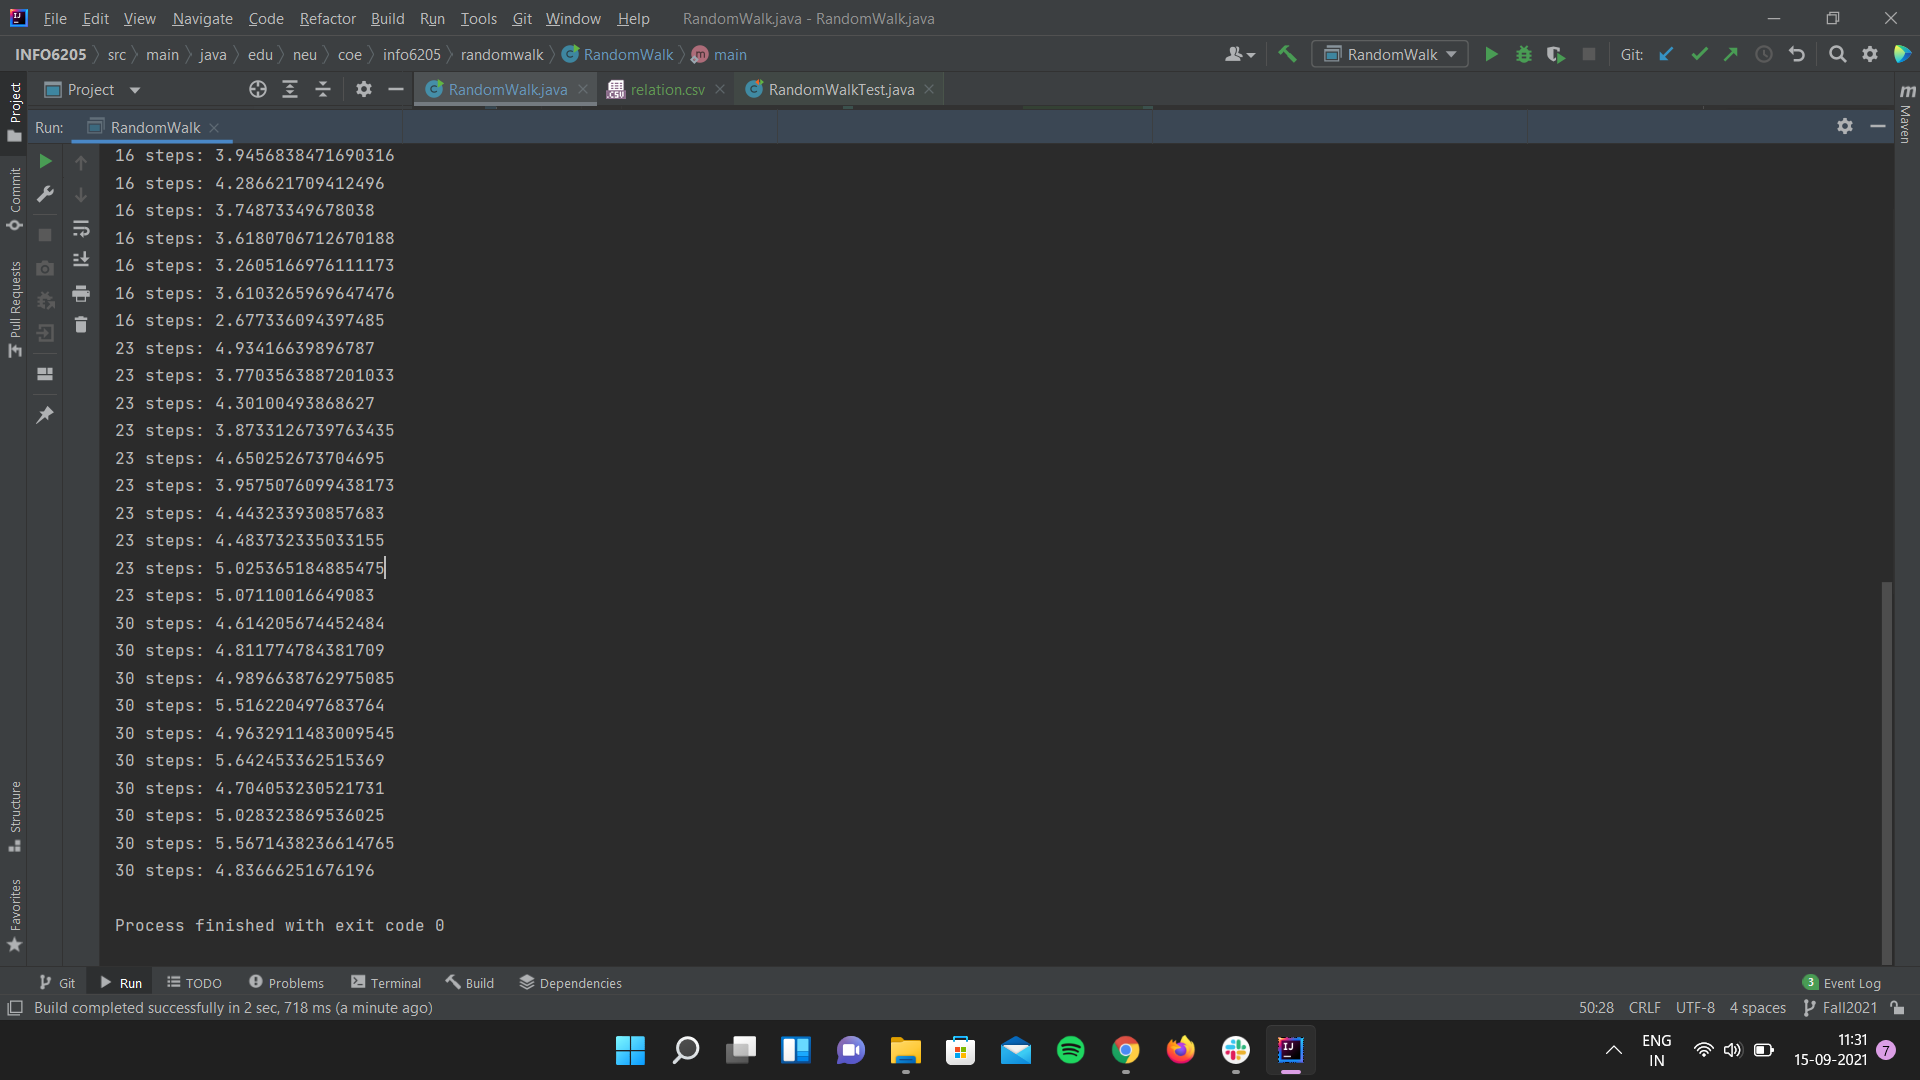 File Edit View Navigate Code Refactor Build Run Tools Git Window Help RandomWalk.java - RandomWalk.java
INFO6205 src main java edu neu coe info6205 randomwalk RandomWalk main RandomWalk Git:
Project RandomWalk.java relation.csv RandomWalkTest.java
Run: RandomWalk
16 steps: 3.9456838471690316
16 steps: 4.286621709412496
16 steps: 3.74873349678038
16 steps: 3.6180706712670188
16 steps: 3.2605166976111173
16 steps: 3.6103265969647476
16 steps: 2.677336094397485
23 steps: 4.93416639896787
23 steps: 3.7703563887201033
23 steps: 4.30100493868627
23 steps: 3.8733126739763435
23 steps: 4.650252673704695
23 steps: 3.9575076099438173
23 steps: 4.443233930857683
23 steps: 4.483732335033155
23 steps: 5.025365184885475
23 steps: 5.07110016649083
30 steps: 4.614205674452484
30 steps: 4.811774784381709
30 steps: 4.9896638762975085
30 steps: 5.516220497683764
30 steps: 4.9632911483009545
30 steps: 5.642453362515369
30 steps: 4.704053230521731
30 steps: 5.028323869536025
30 steps: 5.5671438236614765
30 steps: 4.83666251676196
Process finished with exit code 0
Project
Commit
Pull Requests
Structure
Favorites
m Maven
Git Run TODO Problems Terminal Build Dependencies 3 Event Log
Build completed successfully in 2 sec, 718 ms (a minute ago) 50:28 CRLF UTF-8 4 spaces Fall2021
ENG 11:31
IN 15-09-2021 7